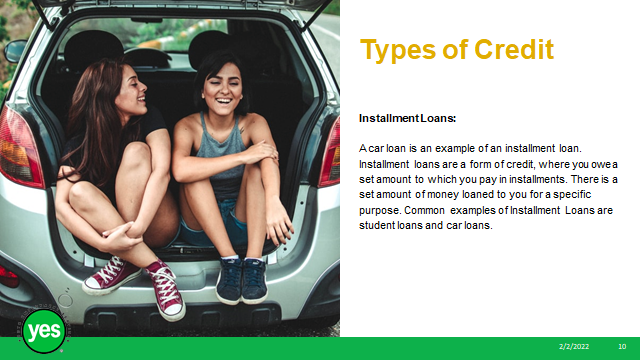 Types of Credit
Installment Loans:
A car loan is an example of an installment loan.
Installment loans are a form of credit, where you owe a
set amount to which you pay in installments. There is a
set amount of money loaned to you for a specific
purpose. Common examples of Installment Loans are
student loans and car loans.
yes
2/2/2022
10